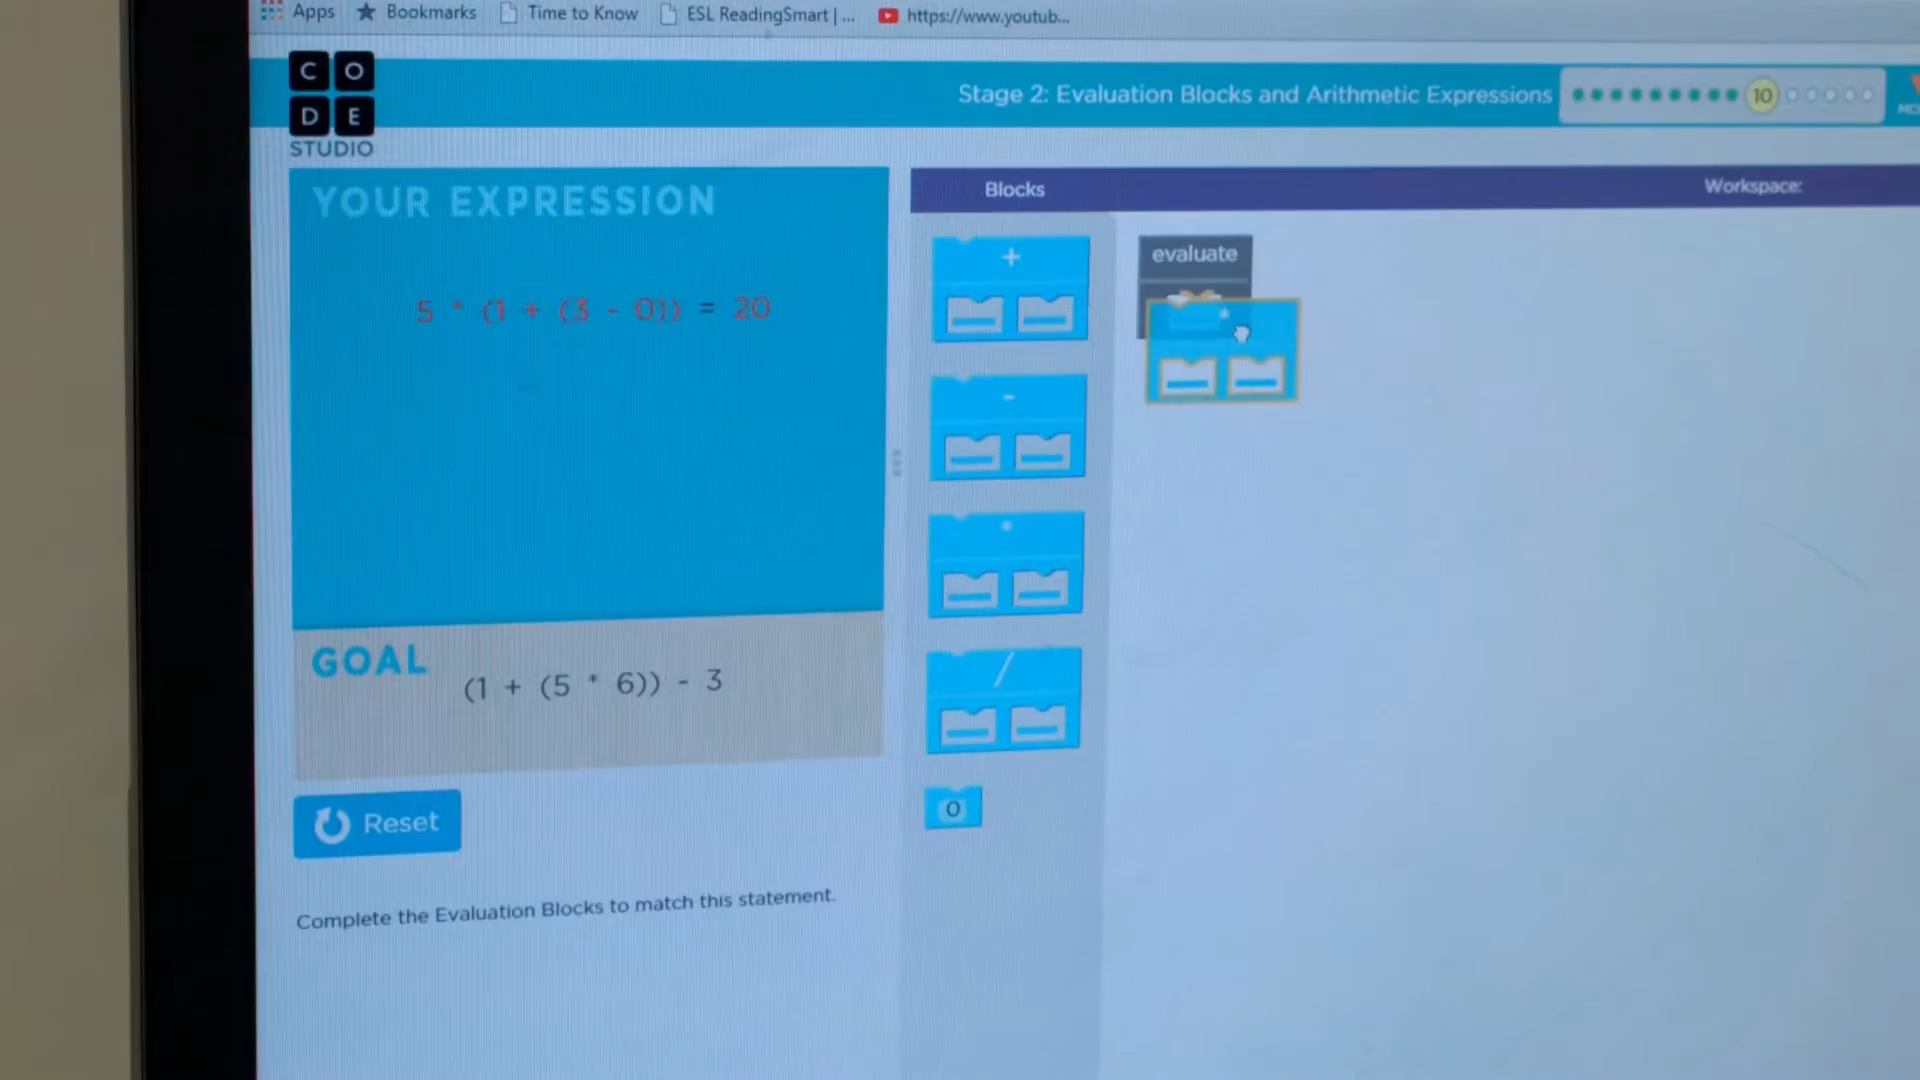 Apps Bookmarks Time to Know ESL ReadingSmart | ... https://www.youtub...
C O
D E
STUDIO
Stage 2: Evaluation Blocks and Arithmetic Expressions 10
YOUR EXPRESSION
5 * (1 + (3 - 0)) = 20
GOAL
(1 + (5 * 6)) - 3
Reset
Complete the Evaluation Blocks to match this statement.
Blocks
Workspace:
+
-
*
/
0
evaluate
*